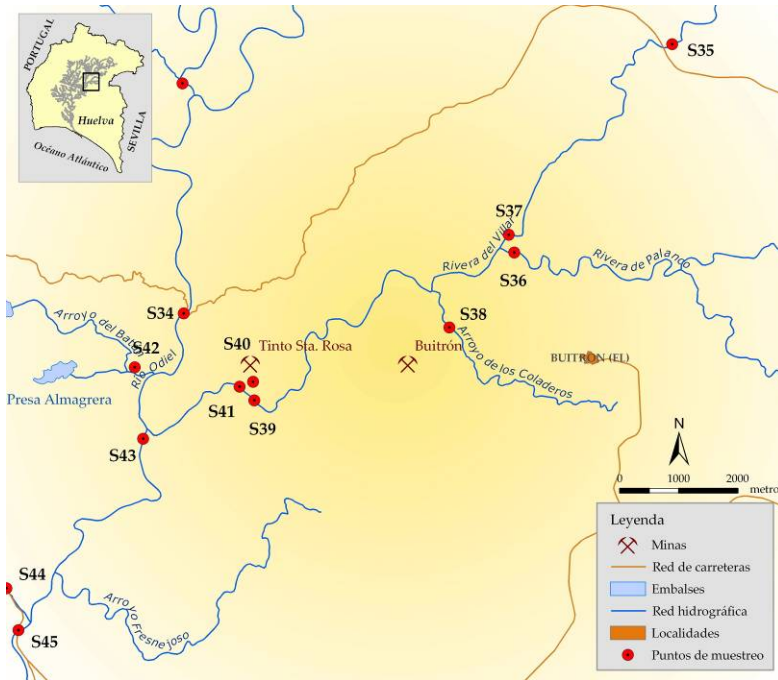 PORTUGAL
SEVILLA
Huelva
Océano Atlántico
S35
S37
Rivera del Villar
S36
Rivera de Palanco
S34
S38
Arroyo del Batán
S42
Río Odiel
S40
Tinto Sta. Rosa
Buitrón
Arroyo de los Coladeros
BUITRÓN (EL)
Presa Almagrera
S41
S39
S43
N
0 1000 2000
metro
S44
Arroyo Fresnejoso
S45
Leyenda
Minas
Red de carreteras
Embalses
Red hidrográfica
Localidades
Puntos de muestreo